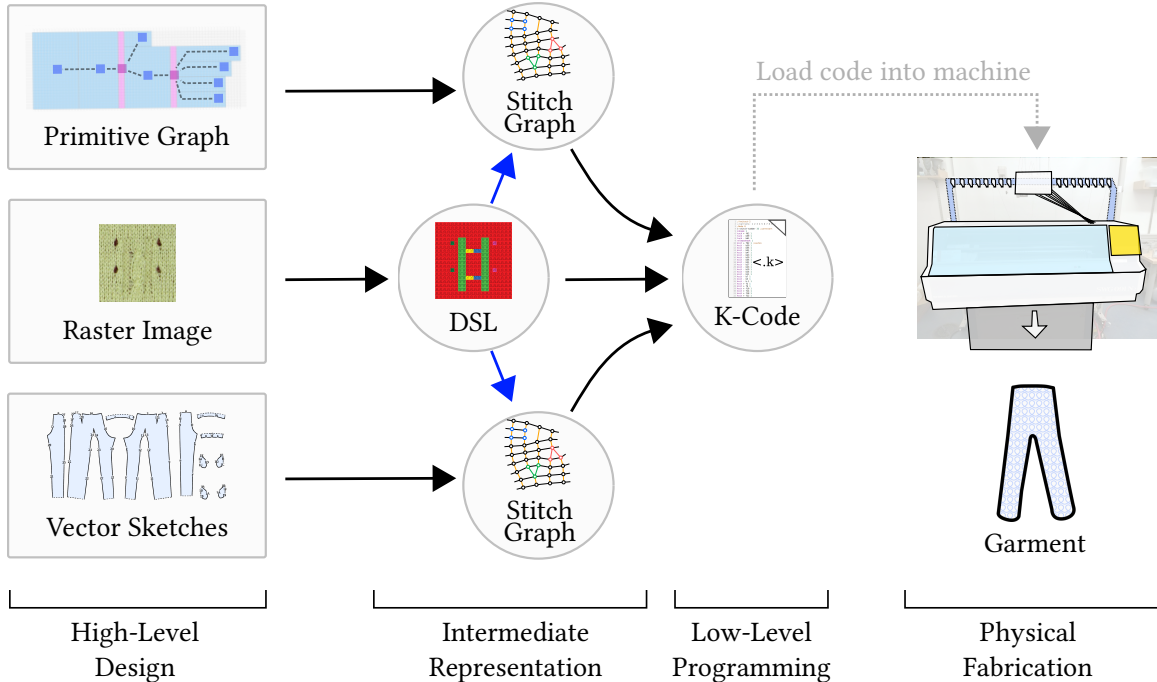 Primitive Graph
Stitch
Graph
Load code into machine
Raster Image
DSL
<.k>
K-Code
Vector Sketches
Stitch
Graph
Garment
High-Level
Design
Intermediate
Representation
Low-Level
Programming
Physical
Fabrication